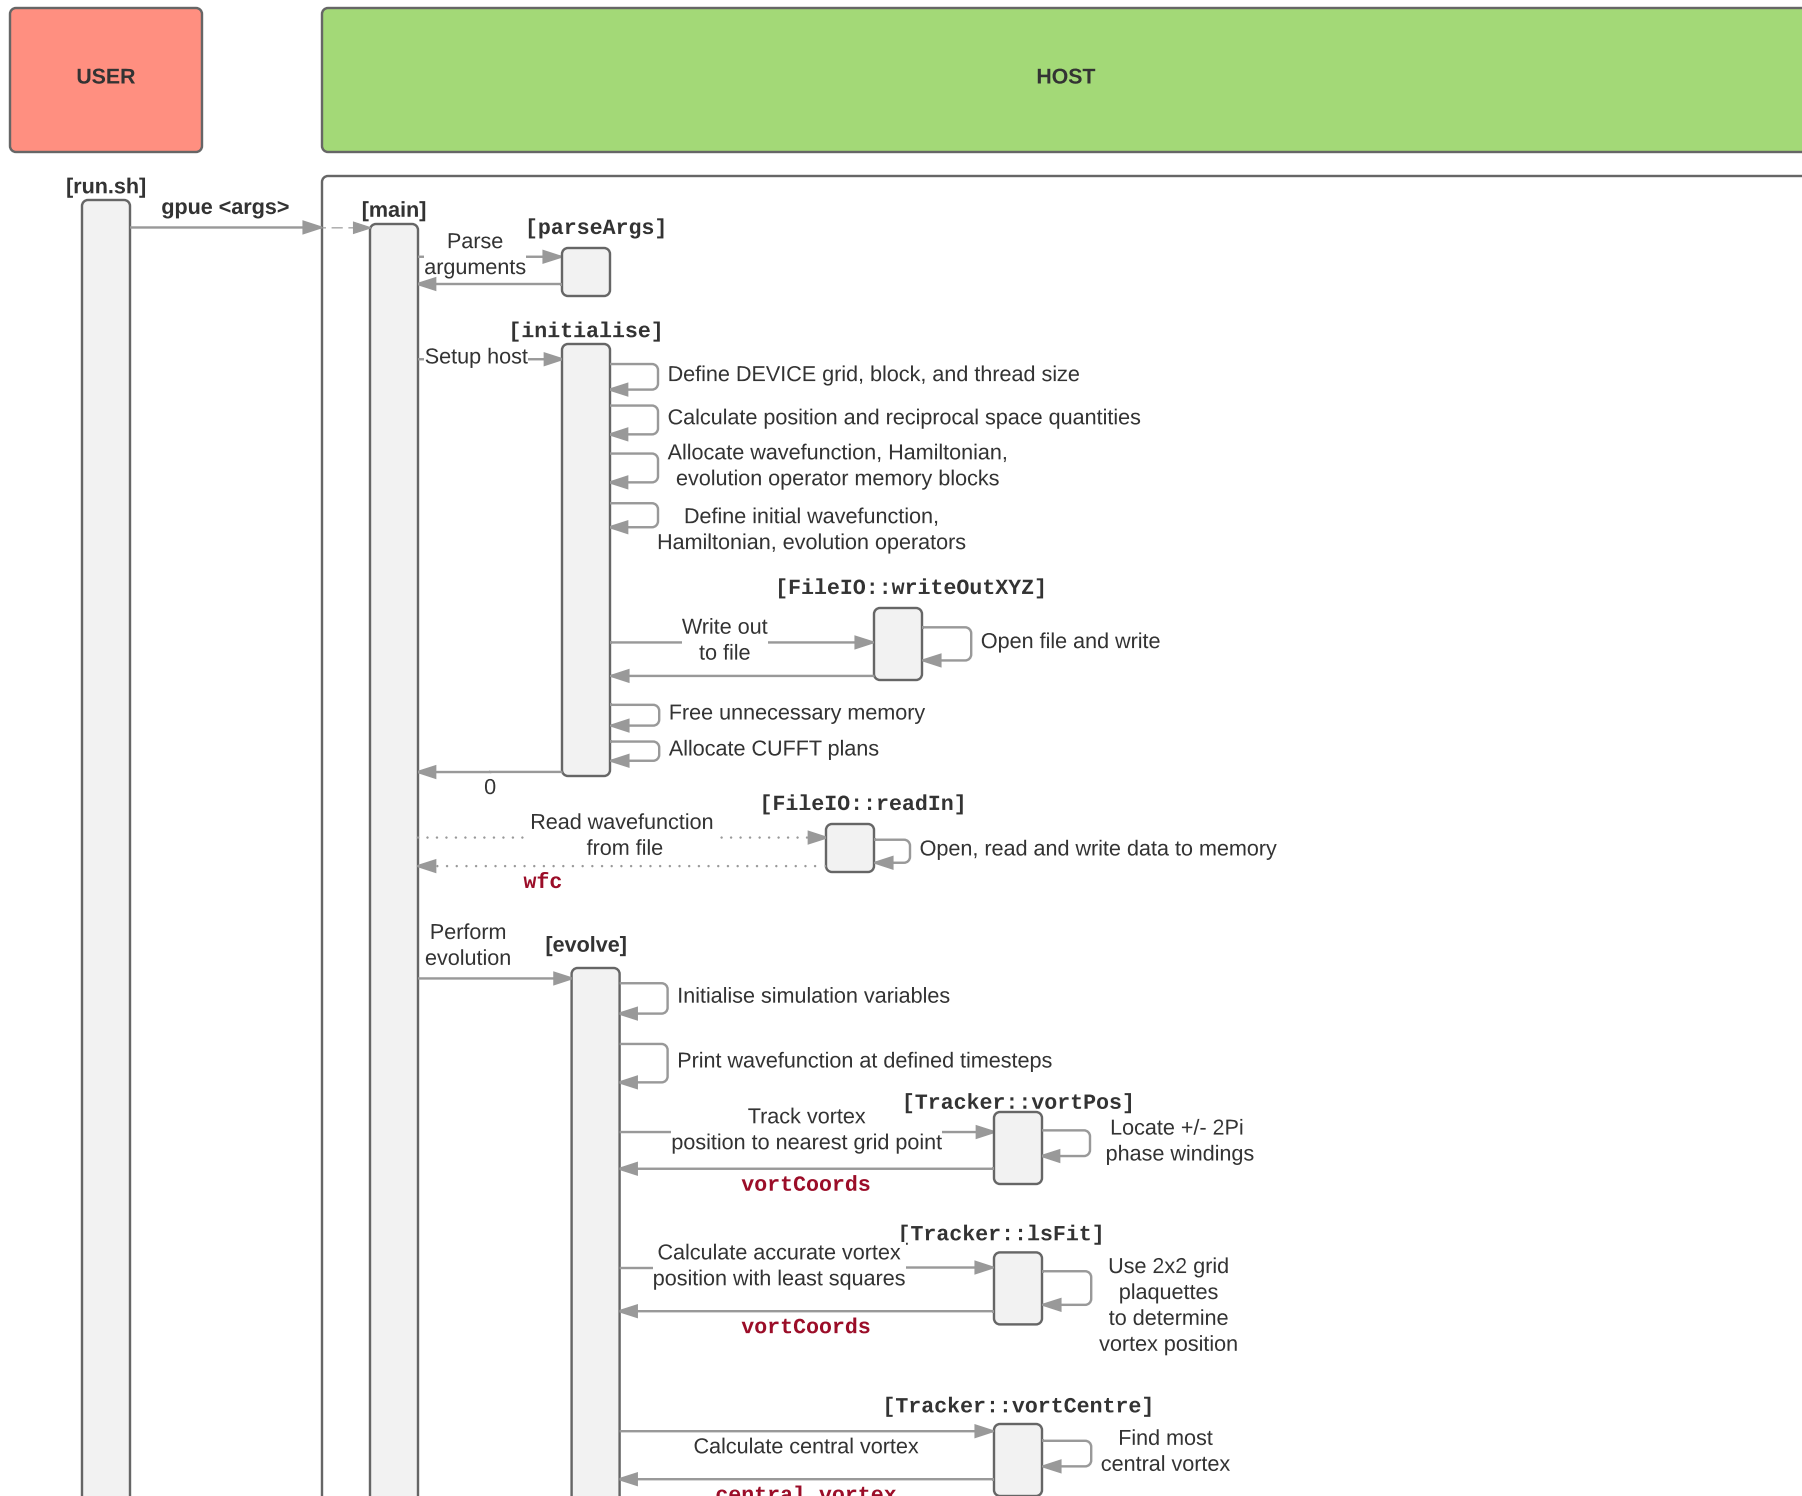 USER
HOST
[run.sh]
gpue <args>
[main]
[parseArgs]
Parse
arguments
[initialise]
Setup host
Define DEVICE grid, block, and thread size
Calculate position and reciprocal space quantities
Allocate wavefunction, Hamiltonian,
evolution operator memory blocks
Define initial wavefunction,
Hamiltonian, evolution operators
[FileIO::writeOutXYZ]
Write out
to file
Open file and write
Free unnecessary memory
Allocate CUFFT plans
0
[FileIO::readIn]
Read wavefunction
from file
Open, read and write data to memory
wfc
Perform
evolution
[evolve]
Initialise simulation variables
Print wavefunction at defined timesteps
[Tracker::vortPos]
Track vortex
position to nearest grid point
Locate +/- 2Pi
phase windings
vortCoords
[Tracker::lsFit]
Calculate accurate vortex
position with least squares
Use 2x2 grid
plaquettes
to determine
vortex position
vortCoords
[Tracker::vortCentre]
Calculate central vortex
Find most
central vortex
central vortex